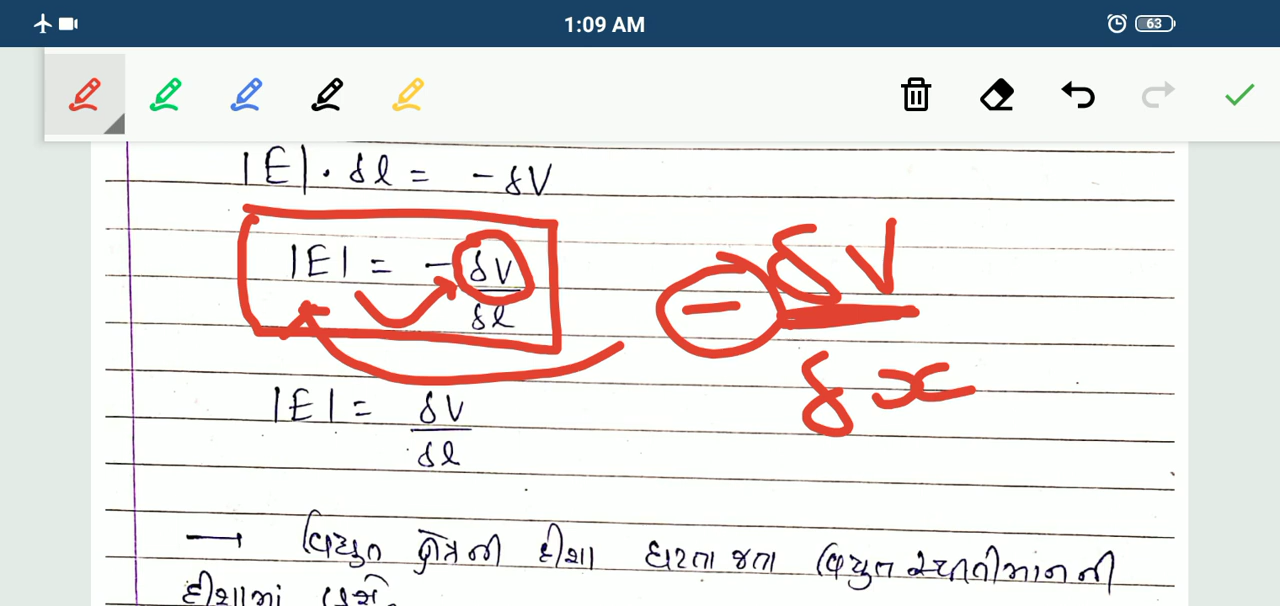 1:09 AM
63
|E| · δl = - δV
|E| = - δV / δl
- δV / δx
|E| = δV / δl
→ વિદ્યુત ક્ષેત્રની દીશા ઘટતા જતા વિદ્યુત સ્થાતીમાનની
દીશામાં